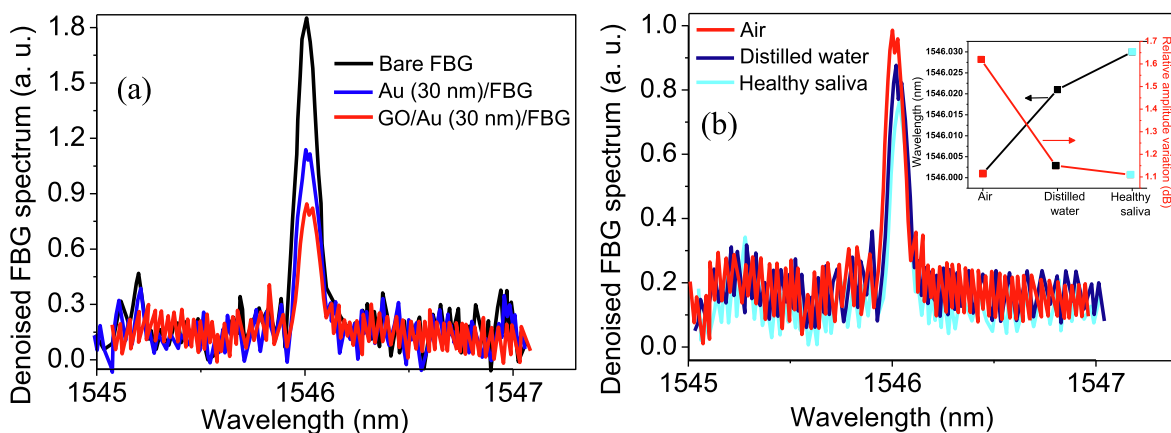 (a)
Denoised FBG spectrum (a. u.)
1.8
1.5
1.2
0.9
0.6
0.3
0.0
Bare FBG
Au (30 nm)/FBG
GO/Au (30 nm)/FBG
1545
1546
1547
Wavelength (nm)
(b)
Denoised FBG spectrum (a. u.)
1.0
0.8
0.6
0.4
0.2
0.0
Air
Distilled water
Healthy saliva
Wavelength (nm)
1546.030
1546.025
1546.020
1546.015
1546.010
1546.005
1546.000
Relative amplitude variation (dB)
1.7
1.6
1.5
1.4
1.3
1.2
1.1
Air
Distilled
water
Healthy
saliva
1545
1546
1547
Wavelength (nm)